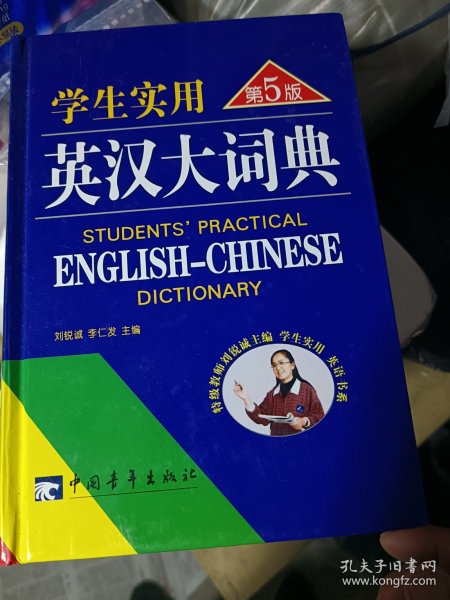 学生实用
第5版
英汉大词典
STUDENTS' PRACTICAL
ENGLISH-CHINESE
DICTIONARY
刘锐诚 李仁发 主编
特级教师刘锐诚主编 学生实用 英语书系
中国青年出版社
孔夫子旧书网
www.kongfz.com